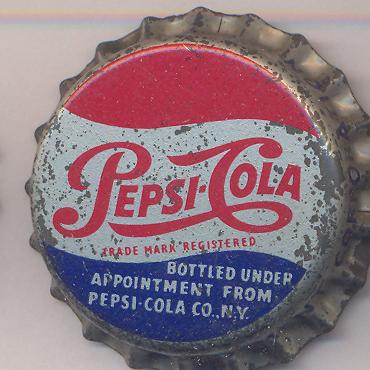 PEPSI-COLA
TRADE MARK REGISTERED
BOTTLED UNDER
APPOINTMENT FROM
PEPSI-COLA CO., N.Y.